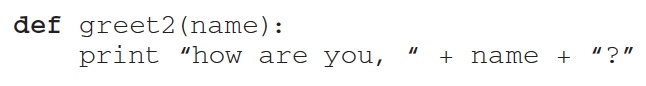 def greet2(name):
    print “how are you, “ + name + “?”